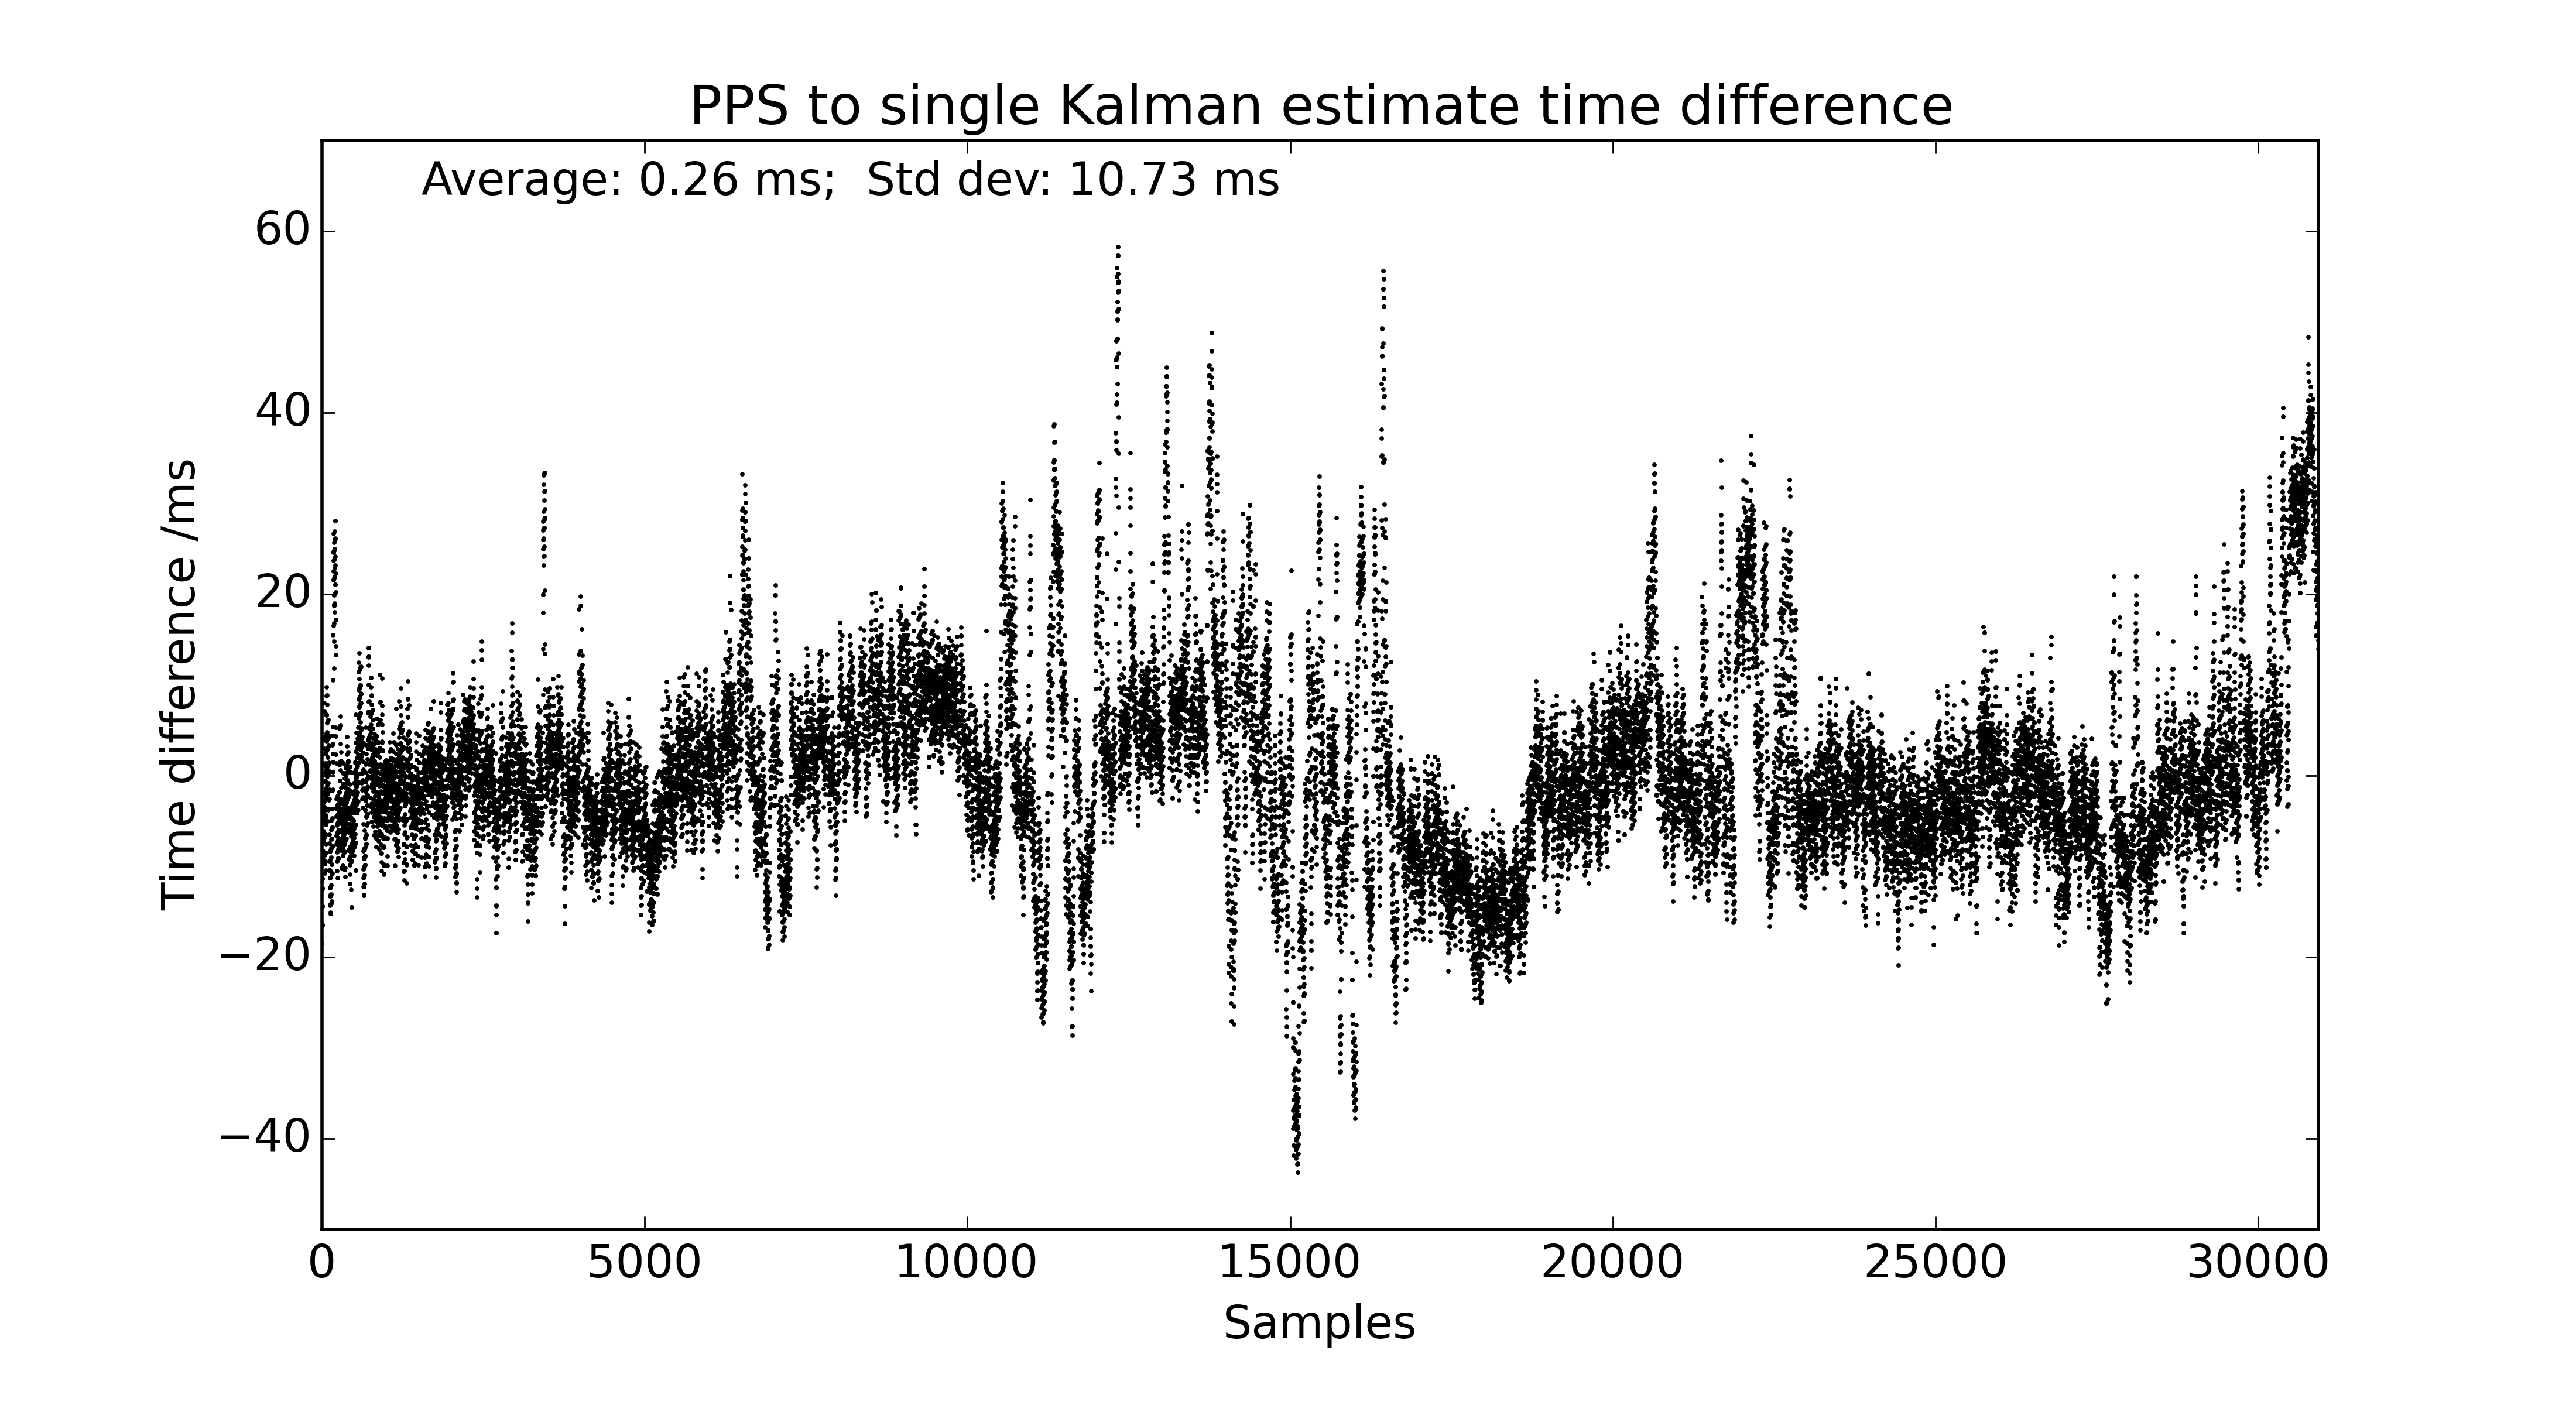 PPS to single Kalman estimate time difference
Average: 0.26 ms;  Std dev: 10.73 ms
Time difference /ms
60
40
20
0
−20
−40
0 5000 10000 15000 20000 25000 30000
Samples